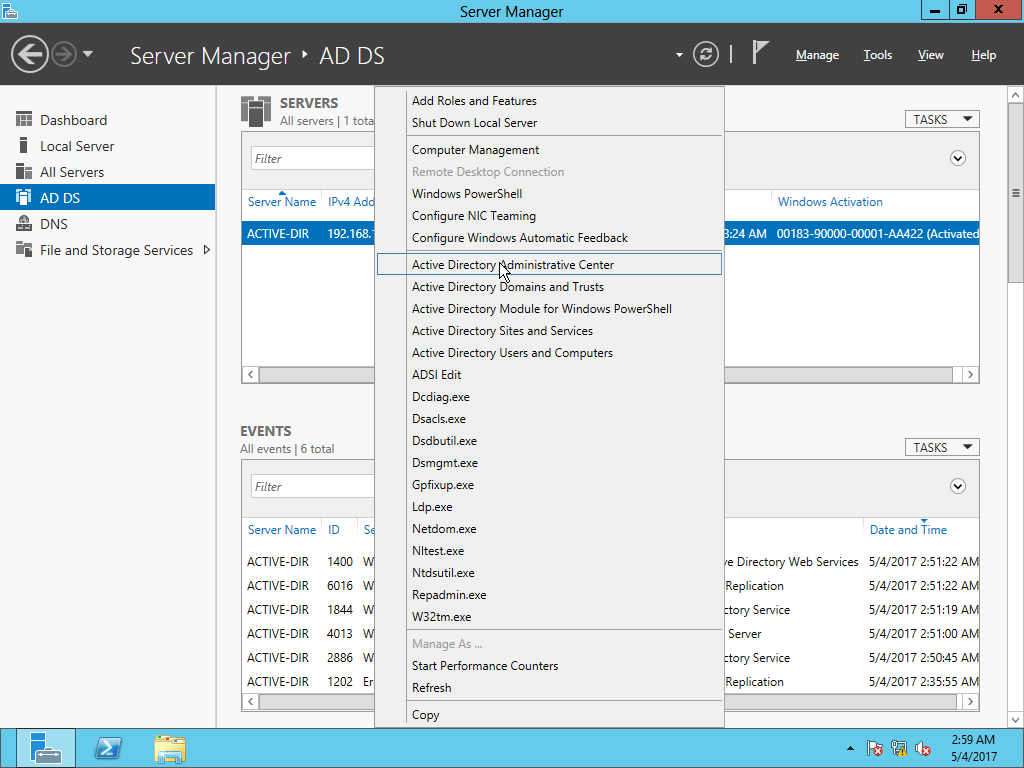 Server Manager
Server Manager ‣ AD DS
Manage Tools View Help
Dashboard
Local Server
All Servers
AD DS
DNS
File and Storage Services
SERVERS
All servers | 1 tota
TASKS
Filter
Server Name IPv4 Add Windows Activation
ACTIVE-DIR 192.168. 3:24 AM 00183-90000-00001-AA422 (Activated
Add Roles and Features
Shut Down Local Server
Computer Management
Remote Desktop Connection
Windows PowerShell
Configure NIC Teaming
Configure Windows Automatic Feedback
Active Directory Administrative Center
Active Directory Domains and Trusts
Active Directory Module for Windows PowerShell
Active Directory Sites and Services
Active Directory Users and Computers
ADSI Edit
Dcdiag.exe
Dsacls.exe
Dsdbutil.exe
Dsmgmt.exe
Gpfixup.exe
Ldp.exe
Netdom.exe
Nltest.exe
Ntdsutil.exe
Repadmin.exe
W32tm.exe
Manage As ...
Start Performance Counters
Refresh
Copy
EVENTS
All events | 6 total
TASKS
Filter
Server Name ID Se Date and Time
ACTIVE-DIR 1400 W ve Directory Web Services 5/4/2017 2:51:22 AM
ACTIVE-DIR 6016 W Replication 5/4/2017 2:51:22 AM
ACTIVE-DIR 1844 W ctory Service 5/4/2017 2:51:19 AM
ACTIVE-DIR 4013 W Server 5/4/2017 2:51:00 AM
ACTIVE-DIR 2886 W ctory Service 5/4/2017 2:50:45 AM
ACTIVE-DIR 1202 Er Replication 5/4/2017 2:35:55 AM
2:59 AM
5/4/2017